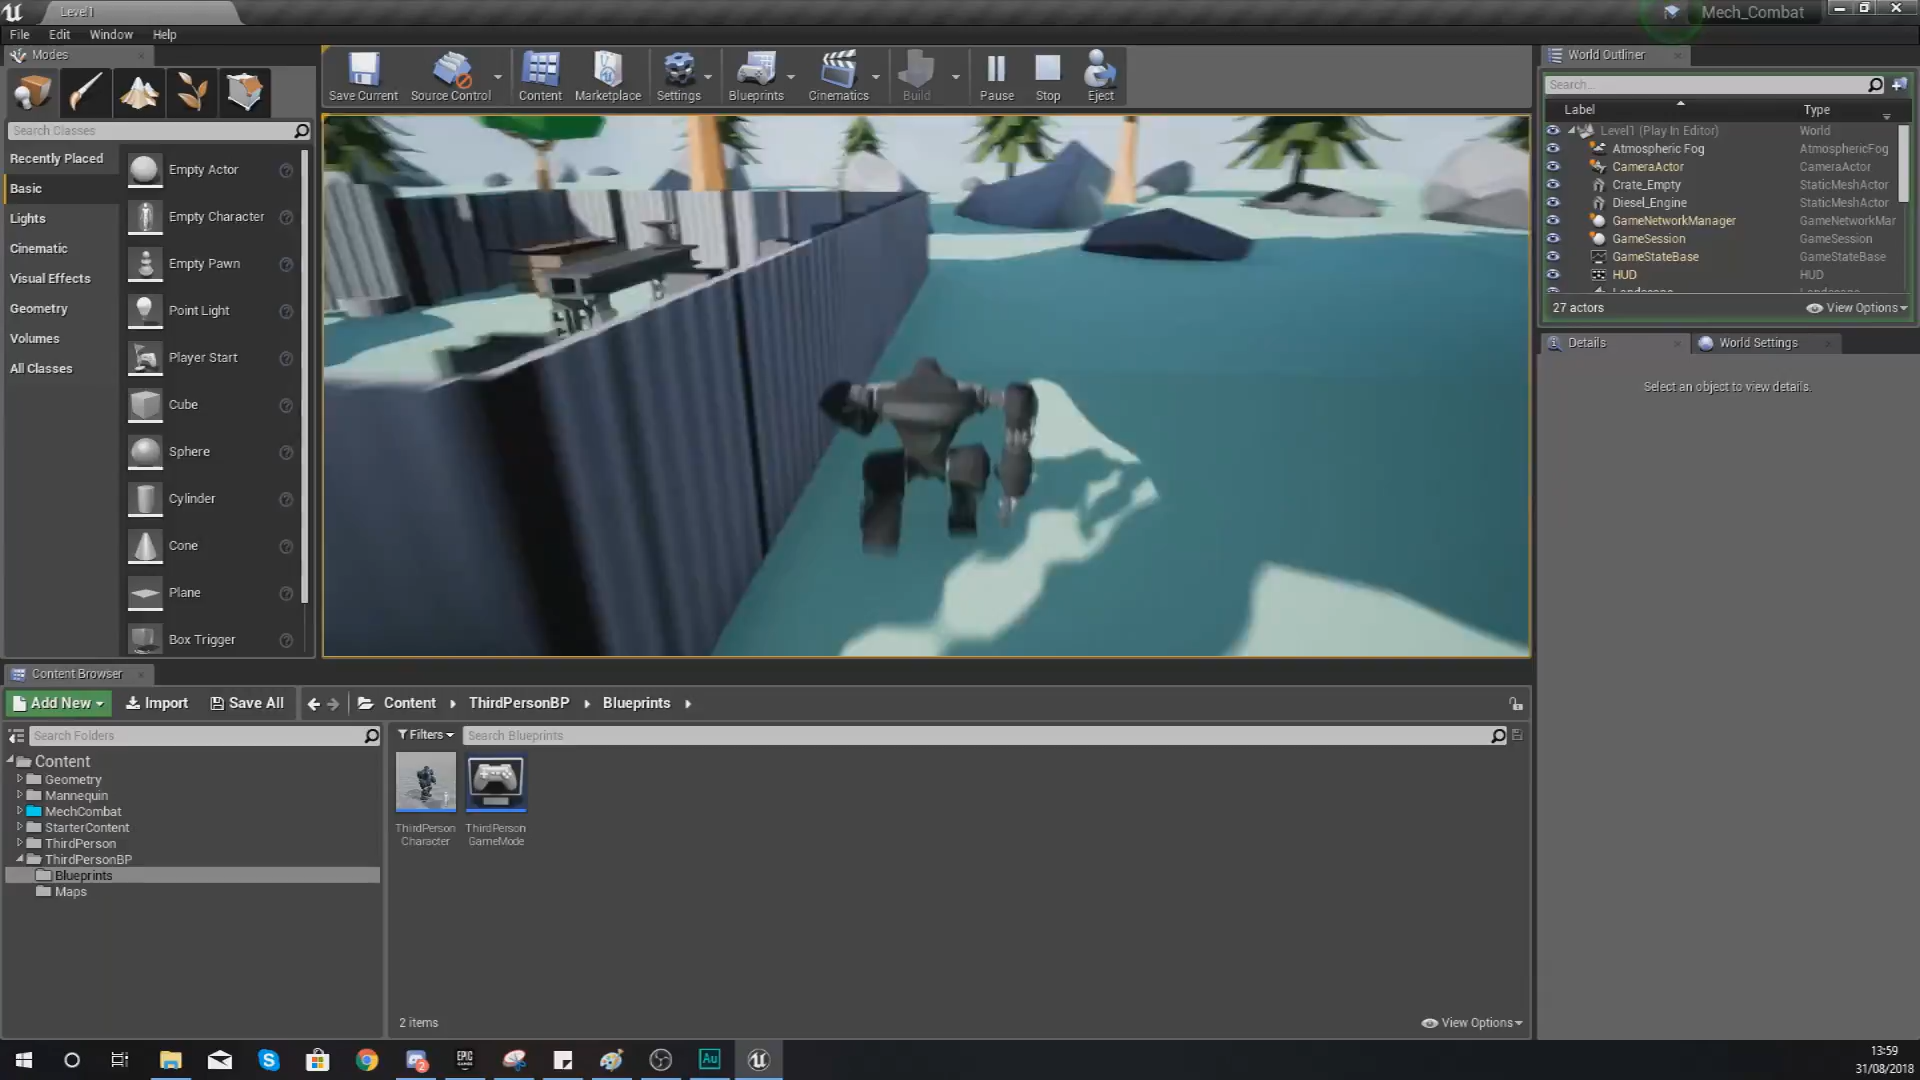 Level1
Mech_Combat
File Edit Window Help
Modes
Save Current
Source Control
Content
Marketplace
Settings
Blueprints
Cinematics
Build
Pause
Stop
Eject
World Outliner
Search...
Label
Type
Level1 (Play In Editor) World
Atmospheric Fog AtmosphericFog
CameraActor CameraActor
Crate_Empty StaticMeshActor
Diesel_Engine StaticMeshActor
GameNetworkManager GameNetworkMar
GameSession GameSession
GameStateBase GameStateBase
HUD HUD
27 actors
View Options
Details
World Settings
Select an object to view details.
Search Classes
Recently Placed
Basic
Lights
Cinematic
Visual Effects
Geometry
Volumes
All Classes
Empty Actor
Empty Character
Empty Pawn
Point Light
Player Start
Cube
Sphere
Cylinder
Cone
Plane
Box Trigger
Content Browser
Add New
Import
Save All
Content
ThirdPersonBP
Blueprints
Search Folders
Filters
Search Blueprints
Content
Geometry
Mannequin
MechCombat
StarterContent
ThirdPerson
ThirdPersonBP
Blueprints
Maps
ThirdPerson
Character
ThirdPerson
GameMode
2 items
View Options
EPIC
GAMES
2
Au
13:59
31/08/2018